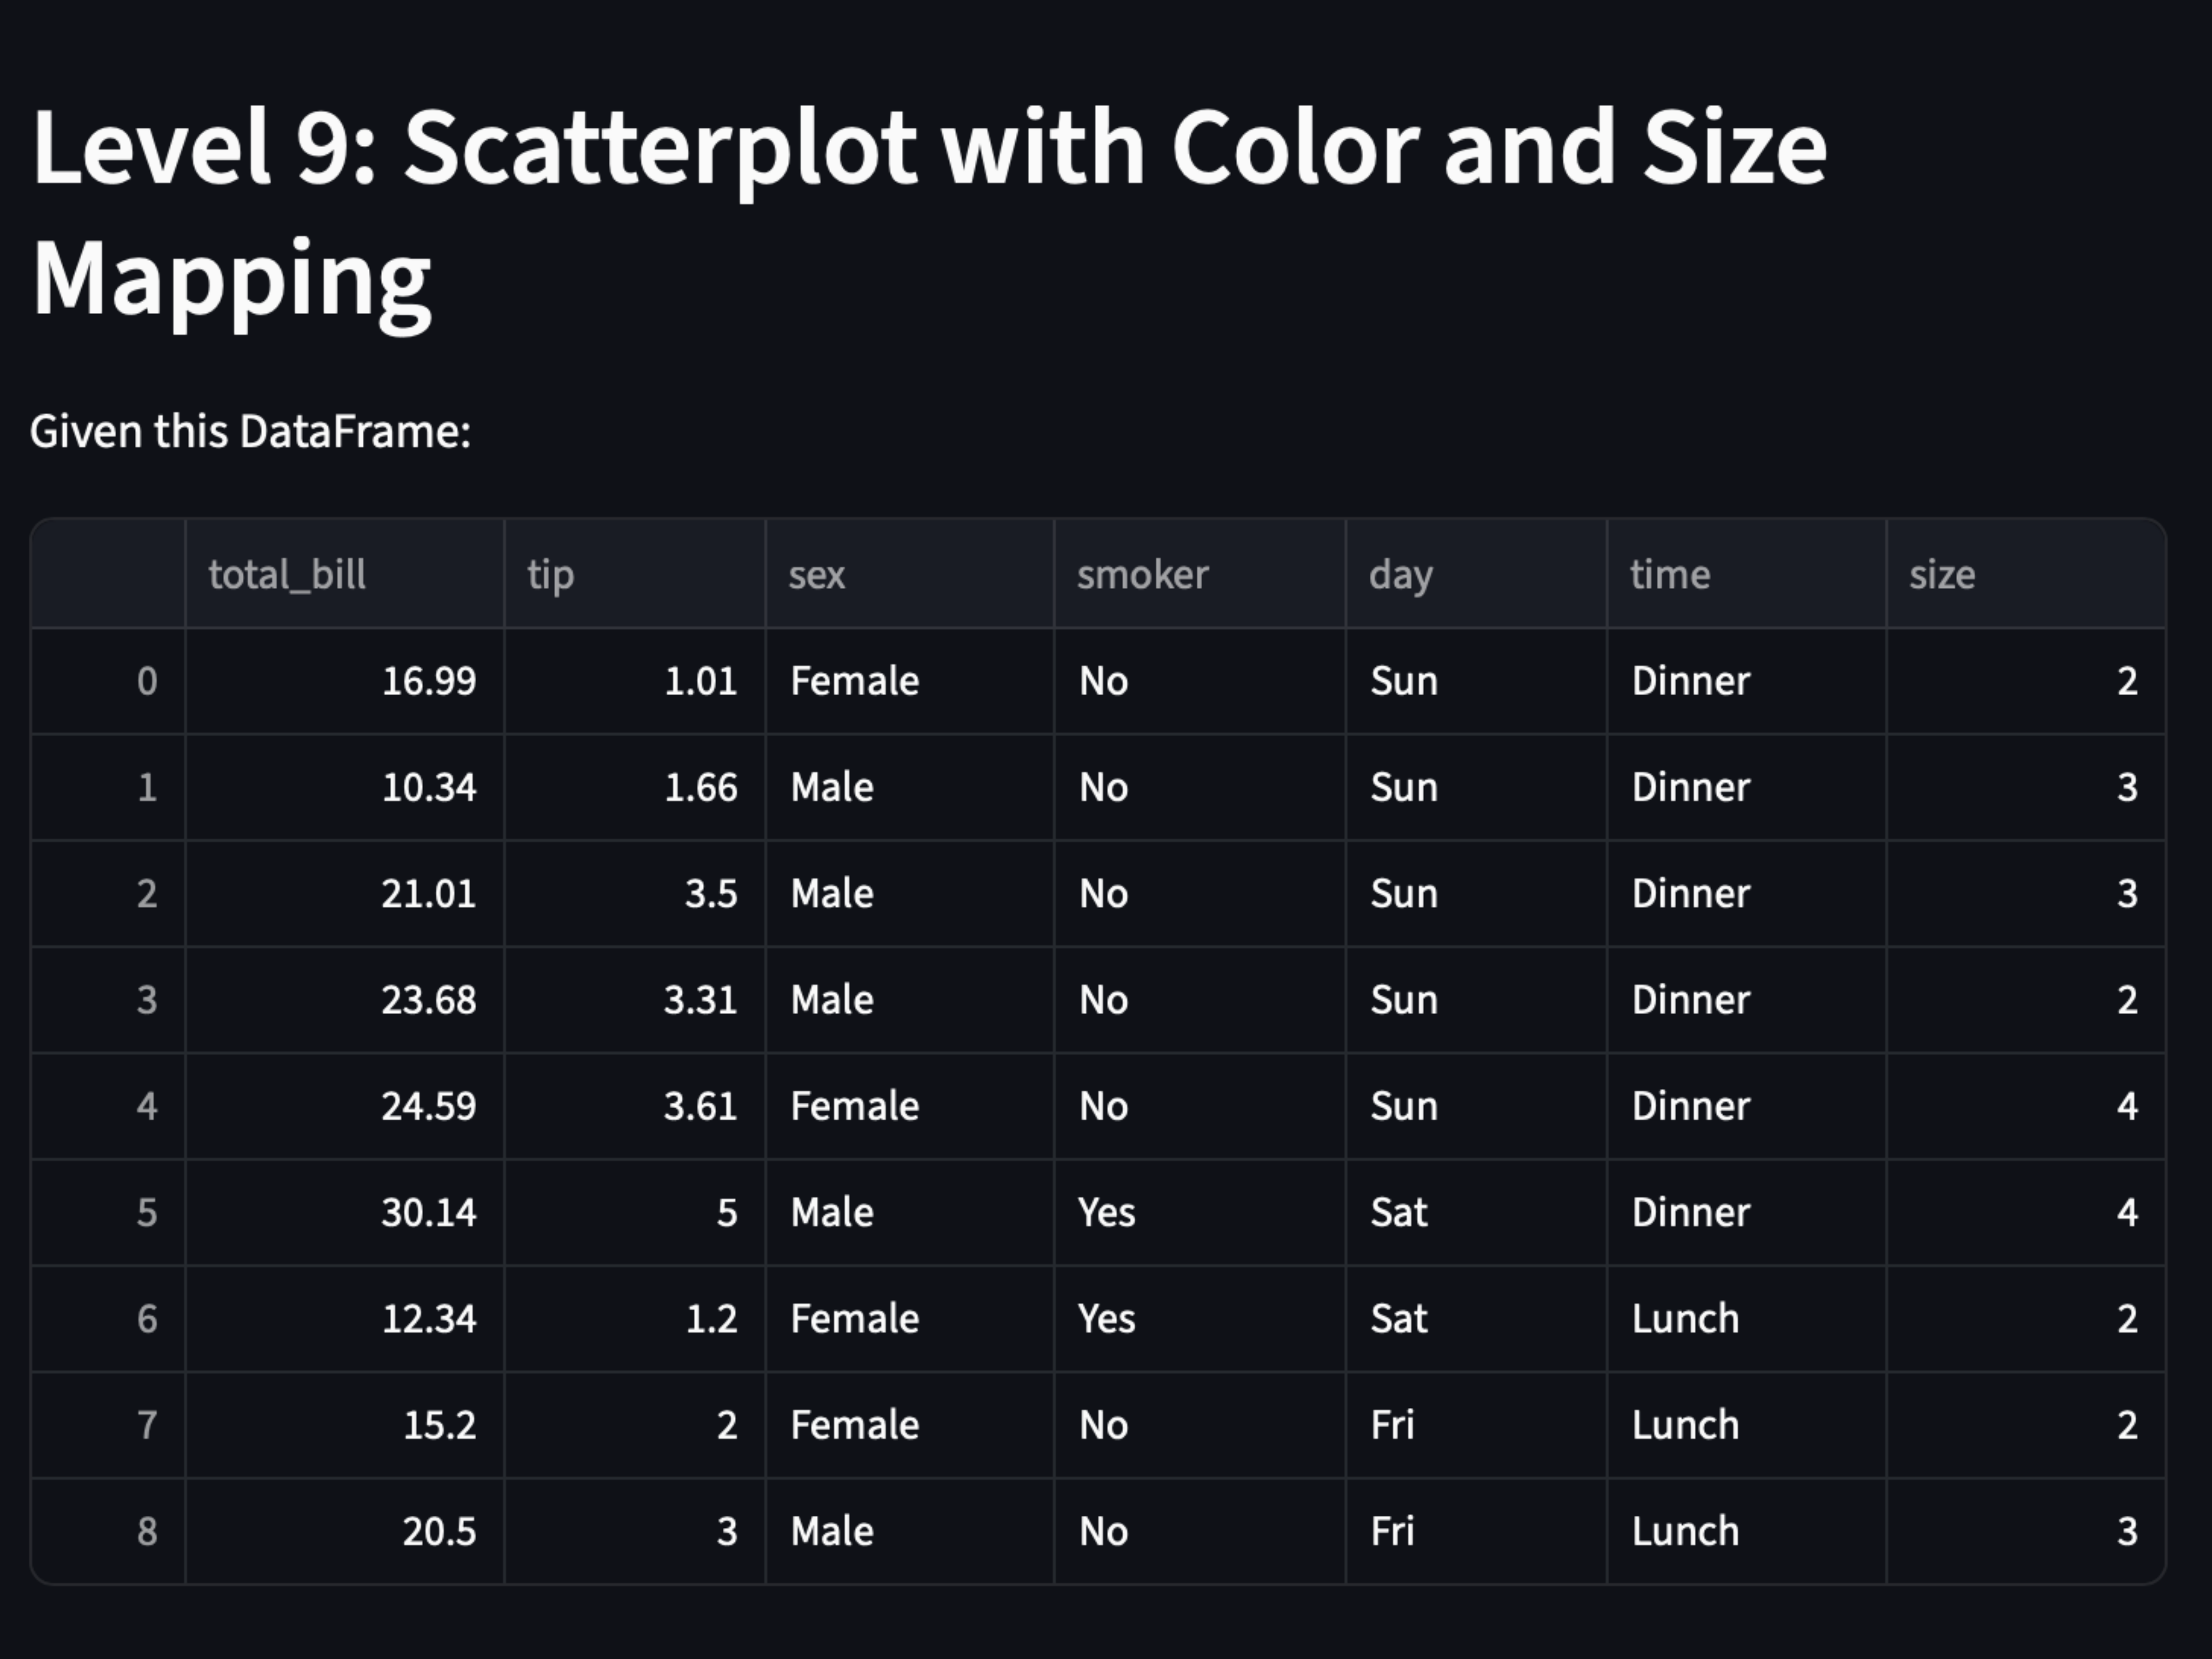 Level 9: Scatterplot with Color and Size
Mapping
Given this DataFrame:
total_bill tip sex smoker day time size
0 16.99 1.01 Female No Sun Dinner 2
1 10.34 1.66 Male No Sun Dinner 3
2 21.01 3.5 Male No Sun Dinner 3
3 23.68 3.31 Male No Sun Dinner 2
4 24.59 3.61 Female No Sun Dinner 4
5 30.14 5 Male Yes Sat Dinner 4
6 12.34 1.2 Female Yes Sat Lunch 2
7 15.2 2 Female No Fri Lunch 2
8 20.5 3 Male No Fri Lunch 3